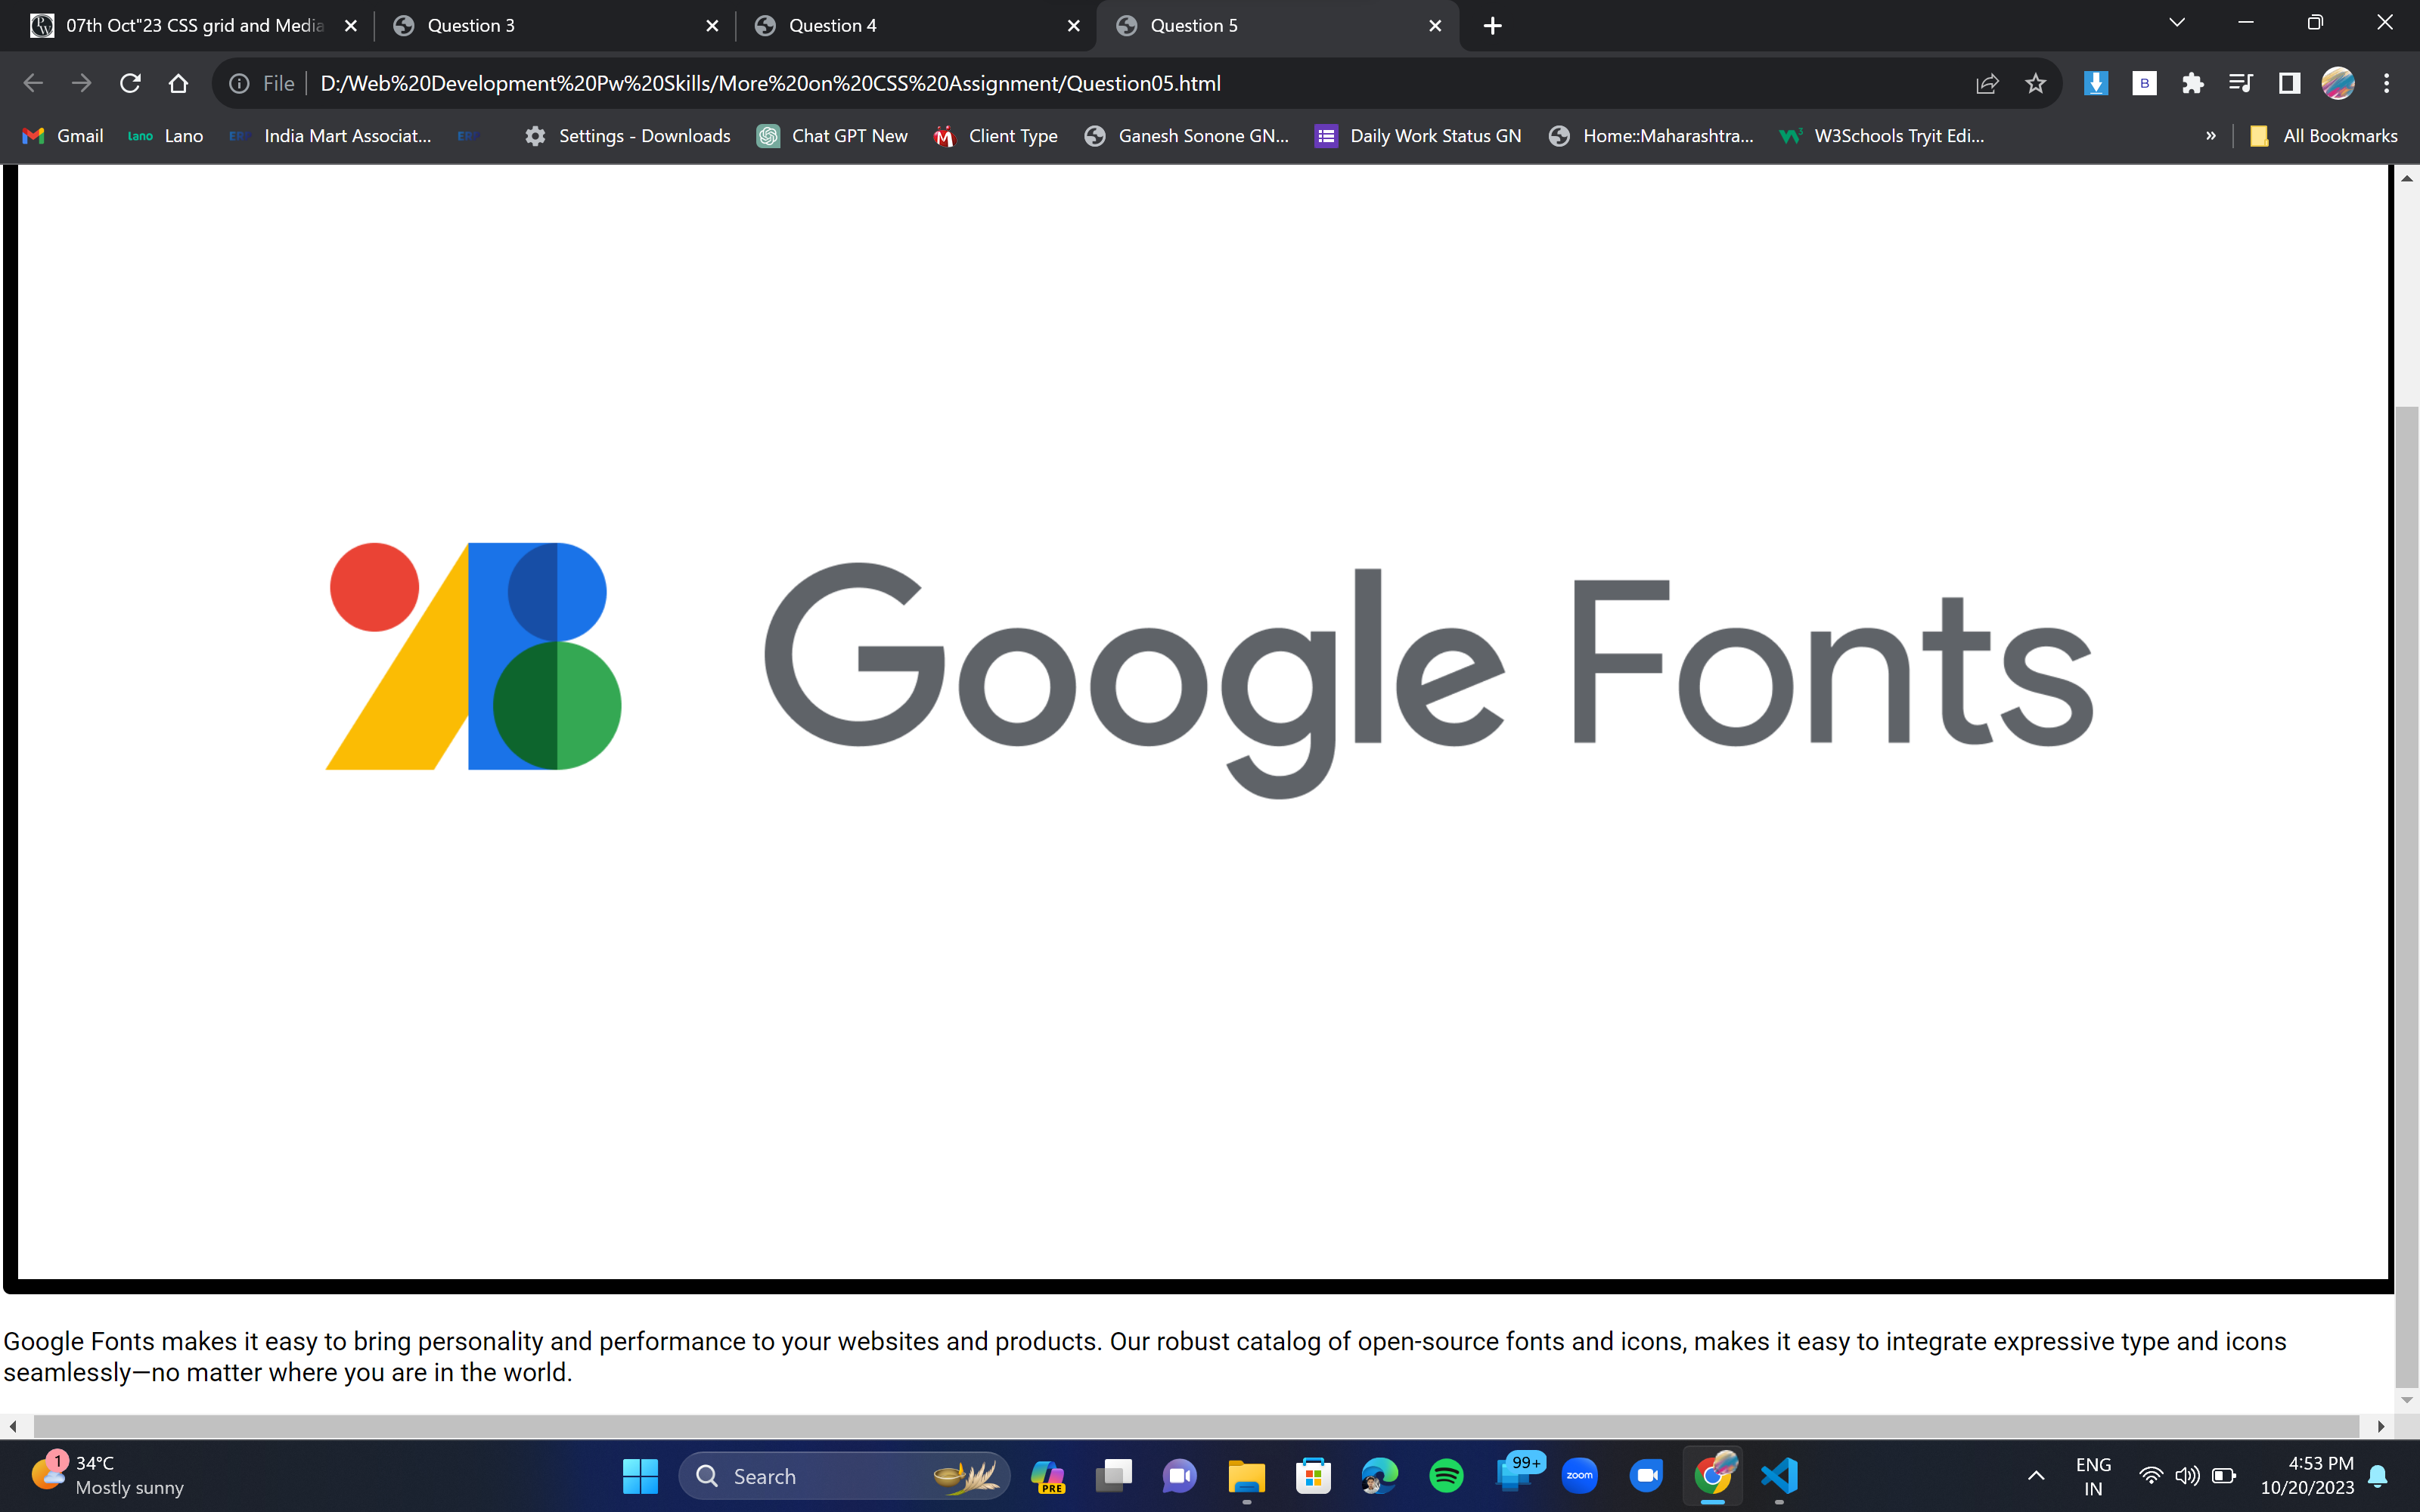 07th Oct"23 CSS grid and Media
Question 3
Question 4
Question 5
File
D:/Web%20Development%20Pw%20Skills/More%20on%20CSS%20Assignment/Question05.html
Gmail
lano Lano
India Mart Associat...
Settings - Downloads
Chat GPT New
Client Type
Ganesh Sonone GN...
Daily Work Status GN
Home::Maharashtra...
W3Schools Tryit Edi...
»
All Bookmarks
Google Fonts
Google Fonts makes it easy to bring personality and performance to your websites and products. Our robust catalog of open-source fonts and icons, makes it easy to integrate expressive type and icons
seamlessly—no matter where you are in the world.
1
34°C
Mostly sunny
Search
PRE
99+
zoom
ENG
IN
4:53 PM
10/20/2023